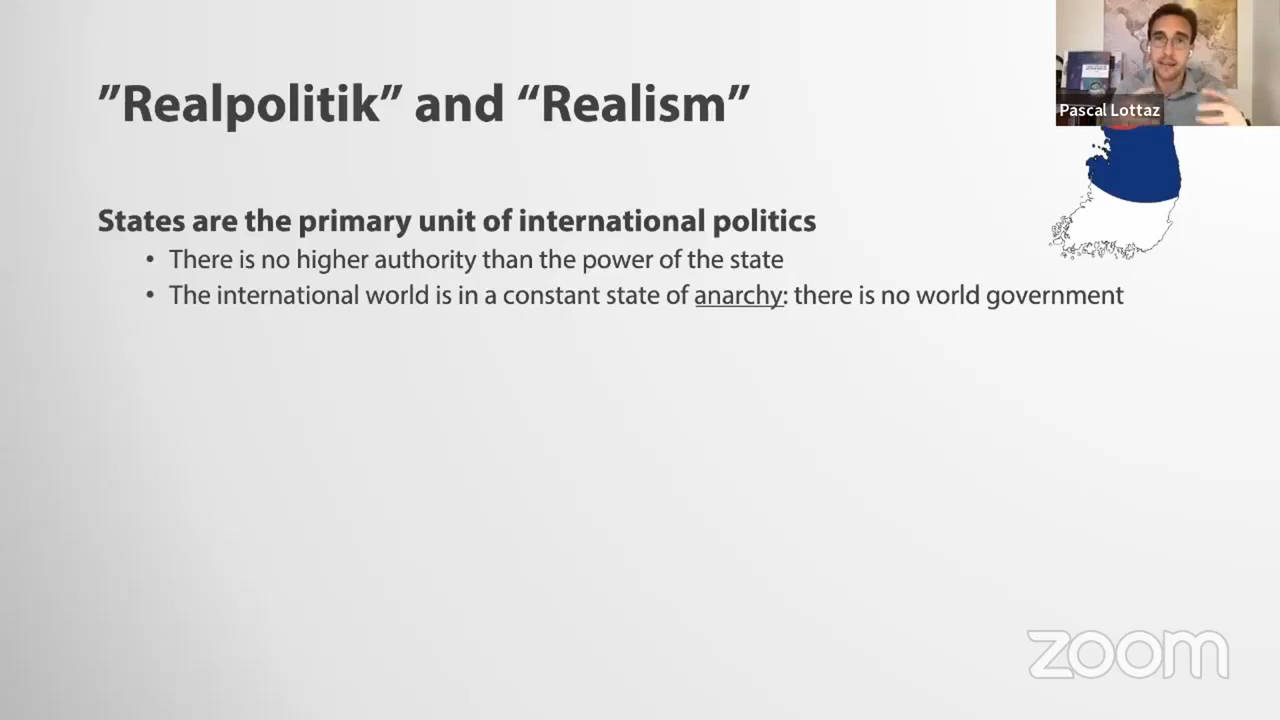 ”Realpolitik” and “Realism”
Pascal Lottaz
States are the primary unit of international politics
• There is no higher authority than the power of the state
• The international world is in a constant state of anarchy: there is no world government
zoom